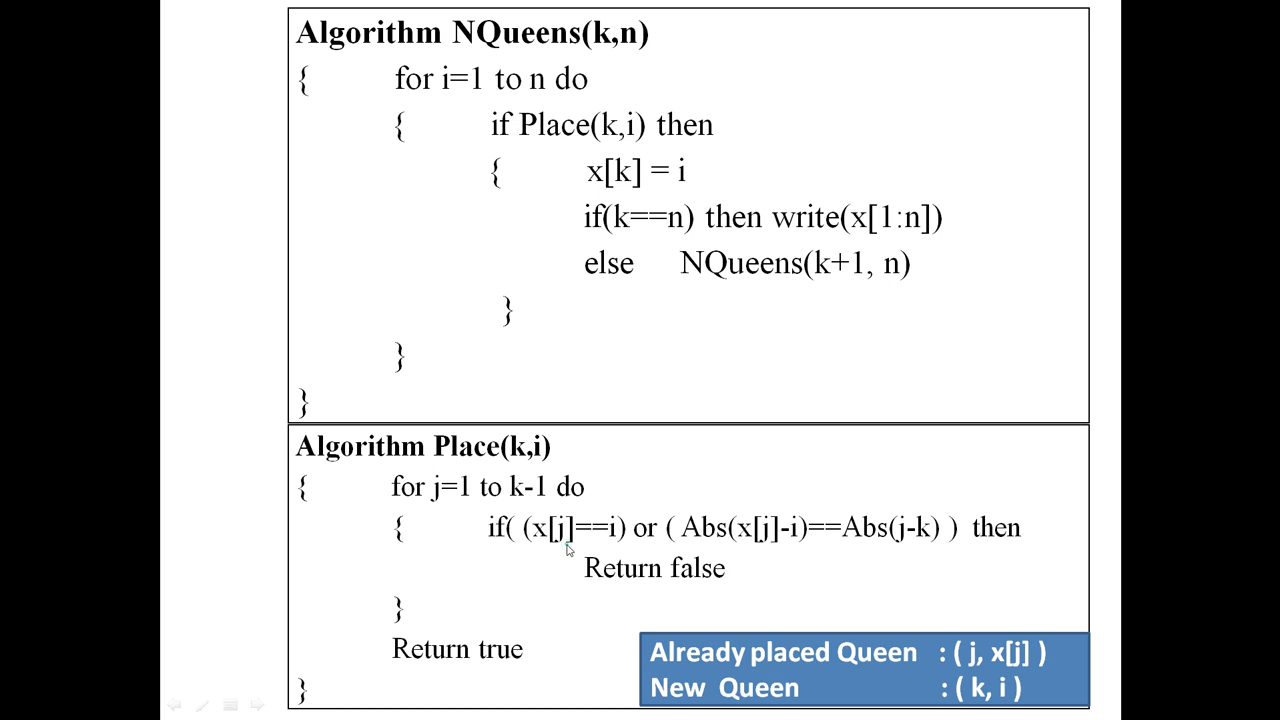 Algorithm NQueens(k,n)
{ for i=1 to n do
{ if Place(k,i) then
{ x[k] = i
if(k==n) then write(x[1:n])
else NQueens(k+1, n)
}
}
}
Algorithm Place(k,i)
{ for j=1 to k-1 do
{ if( (x[j]==i) or ( Abs(x[j]-i)==Abs(j-k) ) then
Return false
}
Return true
}
Already placed Queen : ( j, x[j] )
New Queen : ( k, i )